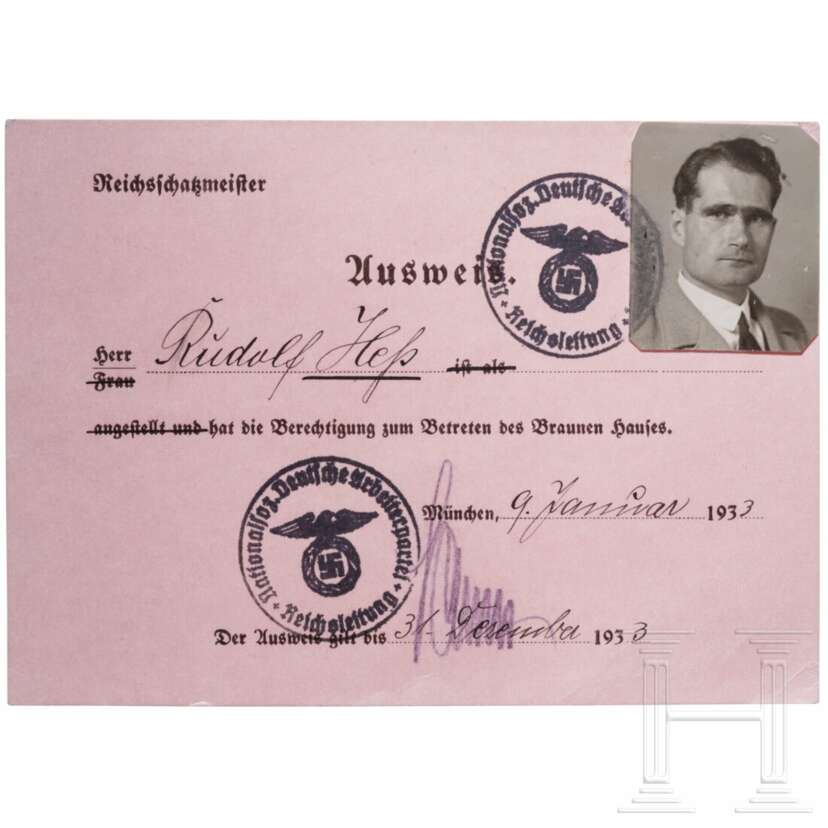 Reichsschatzmeister
Ausweis.
Nationalsoz. Deutsche Ar
Reichsleitung
Herr Rudolf Heß ist als
Frau
angestellt und hat die Berechtigung zum Betreten des Braunen Hauses.
Nationalsoz. Deutsche Arbeiterpartei
Reichsleitung
München, 9. Januar 1933
Der Ausweis gilt bis 31. Dezember 1933
H